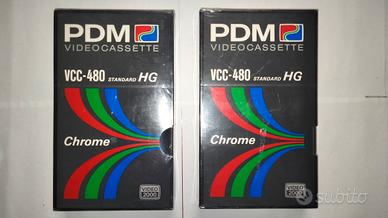 PDM
VIDEOCASSETTE
VCC-480 STANDARD HG
Chrome
VIDEO
2000
PDM
VIDEOCASSETTE
VCC-480 STANDARD HG
Chrome
VIDEO
2000
subito